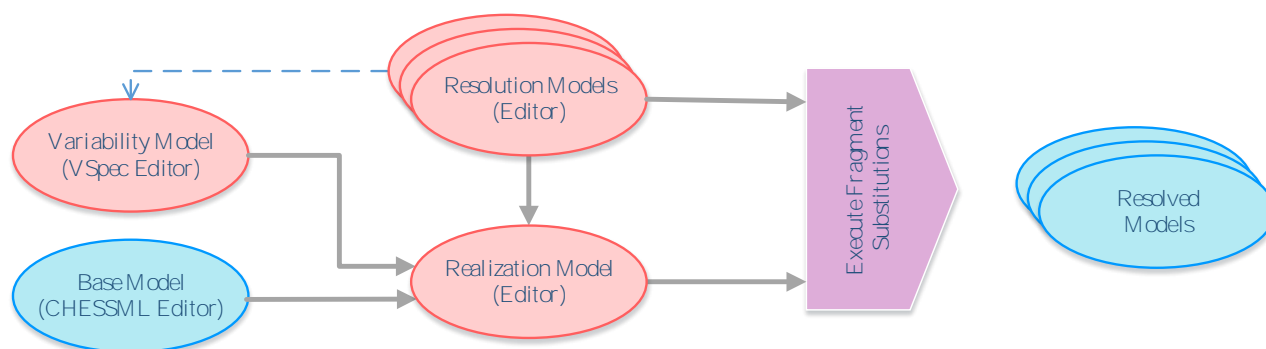 Resolution Models
(Editor)
Variability Model
(VSpec Editor)
Execute Fragment
Substitutions
Resolved
Models
Base Model
(CHESSML Editor)
Realization Model
(Editor)